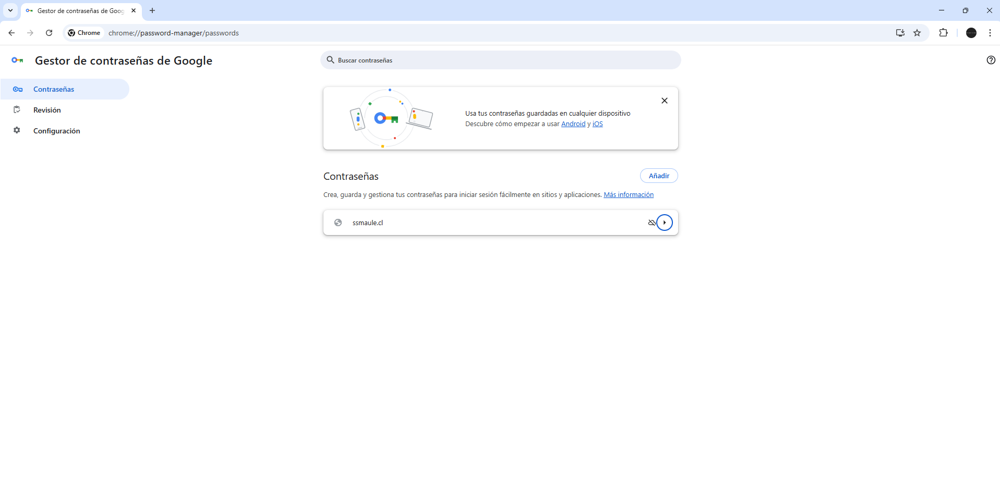 Gestor de contraseñas de Goog
Chrome
chrome://password-manager/passwords
Gestor de contraseñas de Google
Buscar contraseñas
Contraseñas
Revisión
Configuración
Usa tus contraseñas guardadas en cualquier dispositivo
Descubre cómo empezar a usar Android y iOS
Contraseñas
Añadir
Crea, guarda y gestiona tus contraseñas para iniciar sesión fácilmente en sitios y aplicaciones. Más información
ssmaule.cl